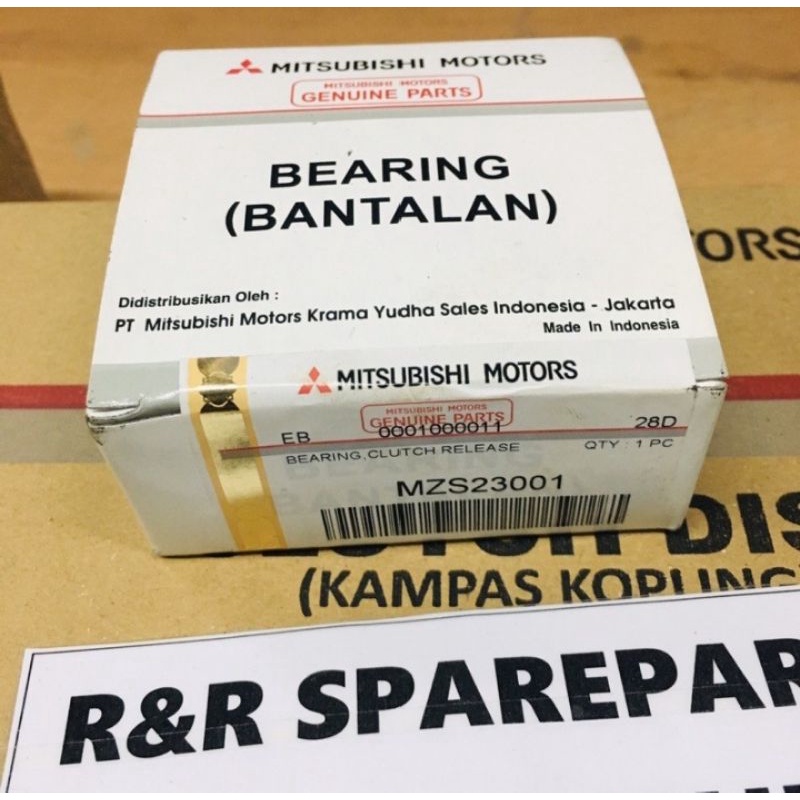 MITSUBISHI MOTORS
MITSUBISHI MOTORS
GENUINE PARTS
BEARING
(BANTALAN)
Didistribusikan Oleh :
PT Mitsubishi Motors Krama Yudha Sales Indonesia - Jakarta
Made In Indonesia
MITSUBISHI MOTORS
MITSUBISHI MOTORS
GENUINE PARTS
EB 0001000011 28D
BEARING,CLUTCH RELEASE QTY : 1 PC
MZS23001
(KAMPAS KOPLING)
R&R SPAREPAR